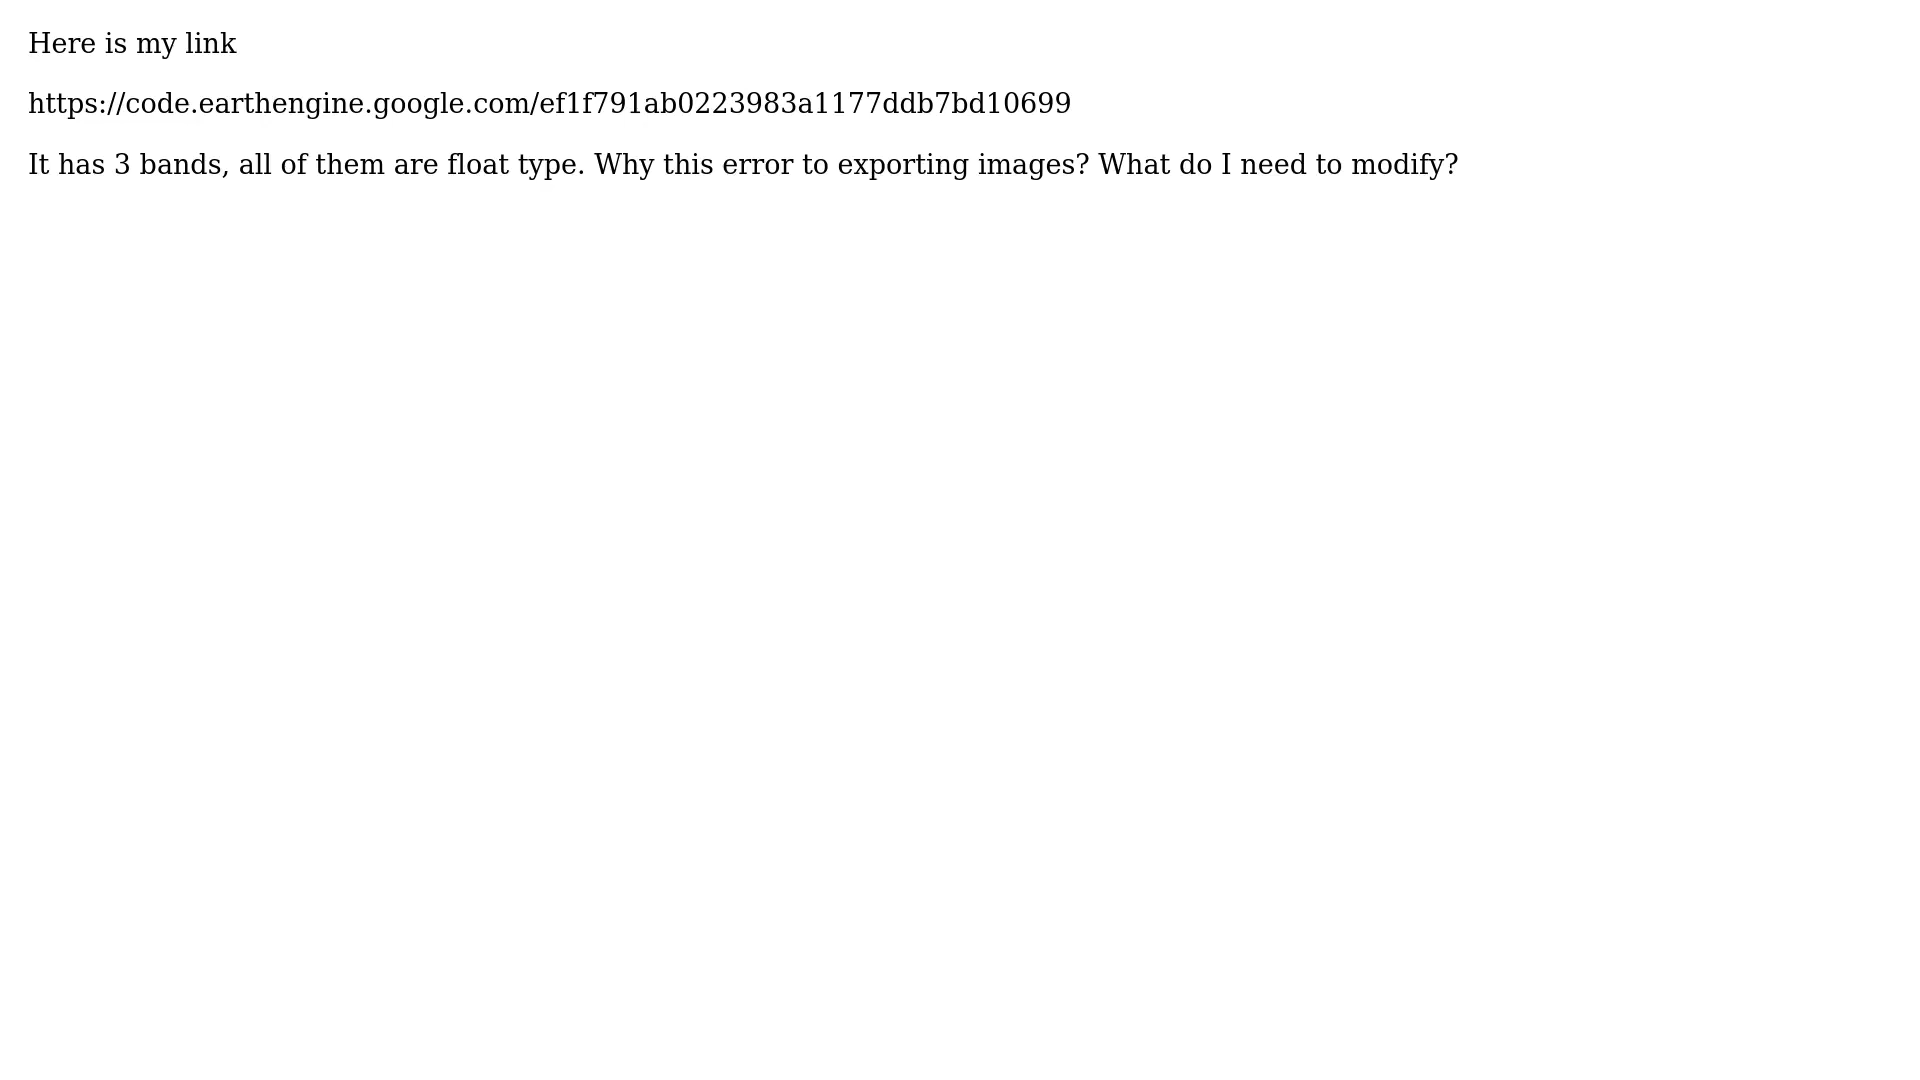 Here is my link
https://code.earthengine.google.com/ef1f791ab0223983a1177ddb7bd10699
It has 3 bands, all of them are float type. Why this error to exporting images? What do I need to modify?